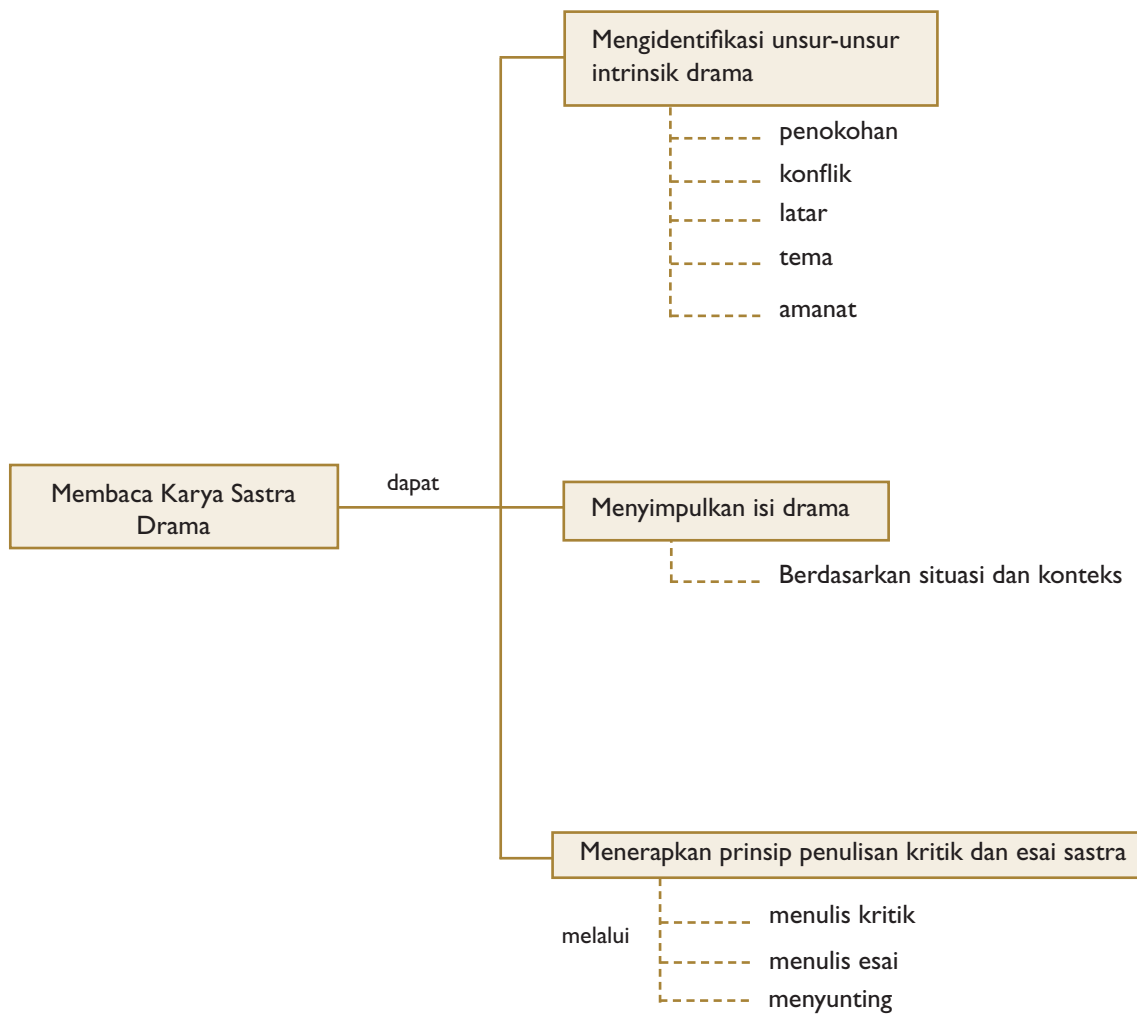 Mengidentifikasi unsur-unsur
intrinsik drama
penokohan
konflik
latar
tema
amanat
Membaca Karya Sastra
Drama
dapat
Menyimpulkan isi drama
Berdasarkan situasi dan konteks
Menerapkan prinsip penulisan kritik dan esai sastra
melalui
menulis kritik
menulis esai
menyunting